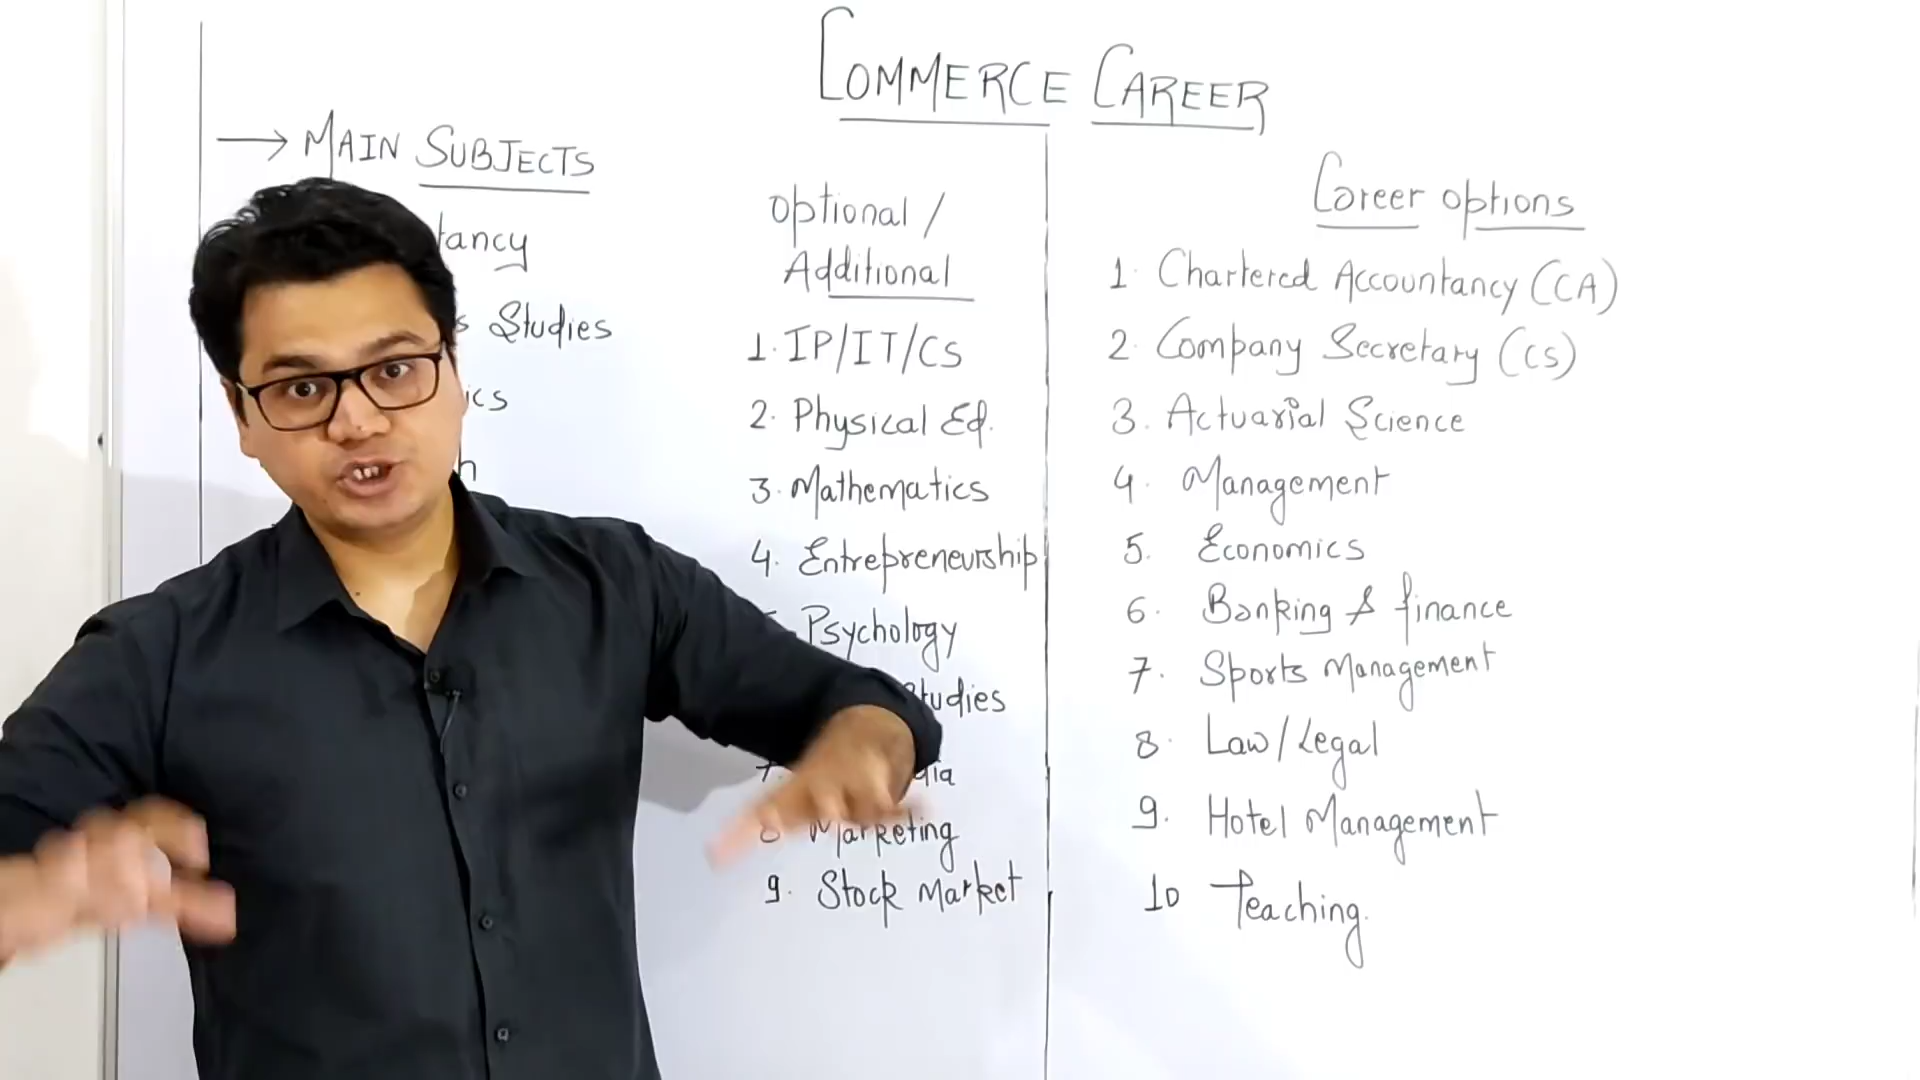 COMMERCE CAREER
→ MAIN SUBJECTS
tancy
s Studies
ics
h
Optional /
Additional
1. IP/IT/CS
2. Physical Ed.
3. Mathematics
4. Entrepreneurship
Psychology
Studies
7.
dia
8 Marketing
9. Stock Market
Career options
1. Chartered Accountancy (CA)
2. Company Secretary (CS)
3. Actuarial Science
4. Management
5. Economics
6. Banking & finance
7. Sports Management
8. Law/Legal
9. Hotel Management
10 Teaching.